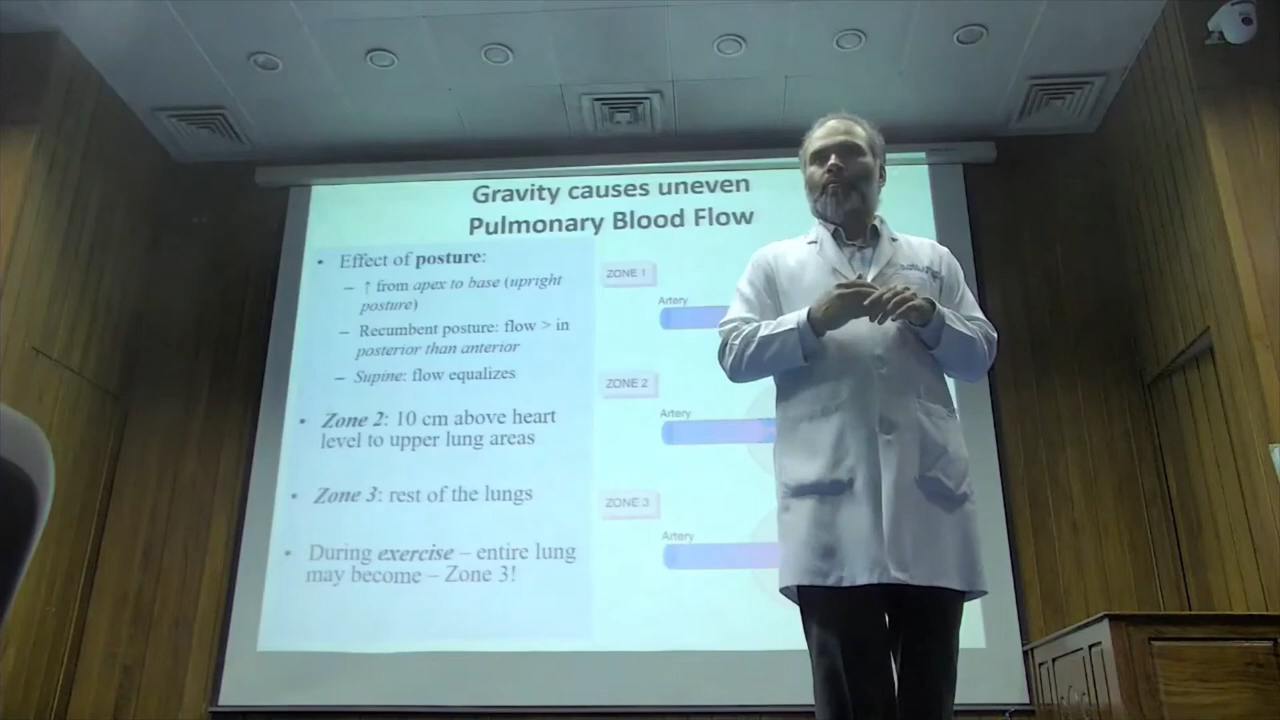 Gravity causes uneven
Pulmonary Blood Flow
• Effect of posture:
– ↑ from apex to base (upright
posture)
– Recumbent posture: flow > in
posterior than anterior
– Supine: flow equalizes
• Zone 2: 10 cm above heart
level to upper lung areas
• Zone 3: rest of the lungs
• During exercise – entire lung
may become – Zone 3!
ZONE 1
Artery
ZONE 2
Artery
ZONE 3
Artery